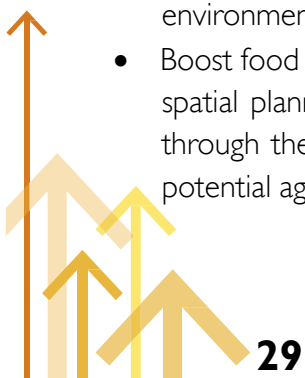 environmen
• Boost food
spatial plann
through the
potential ag
29